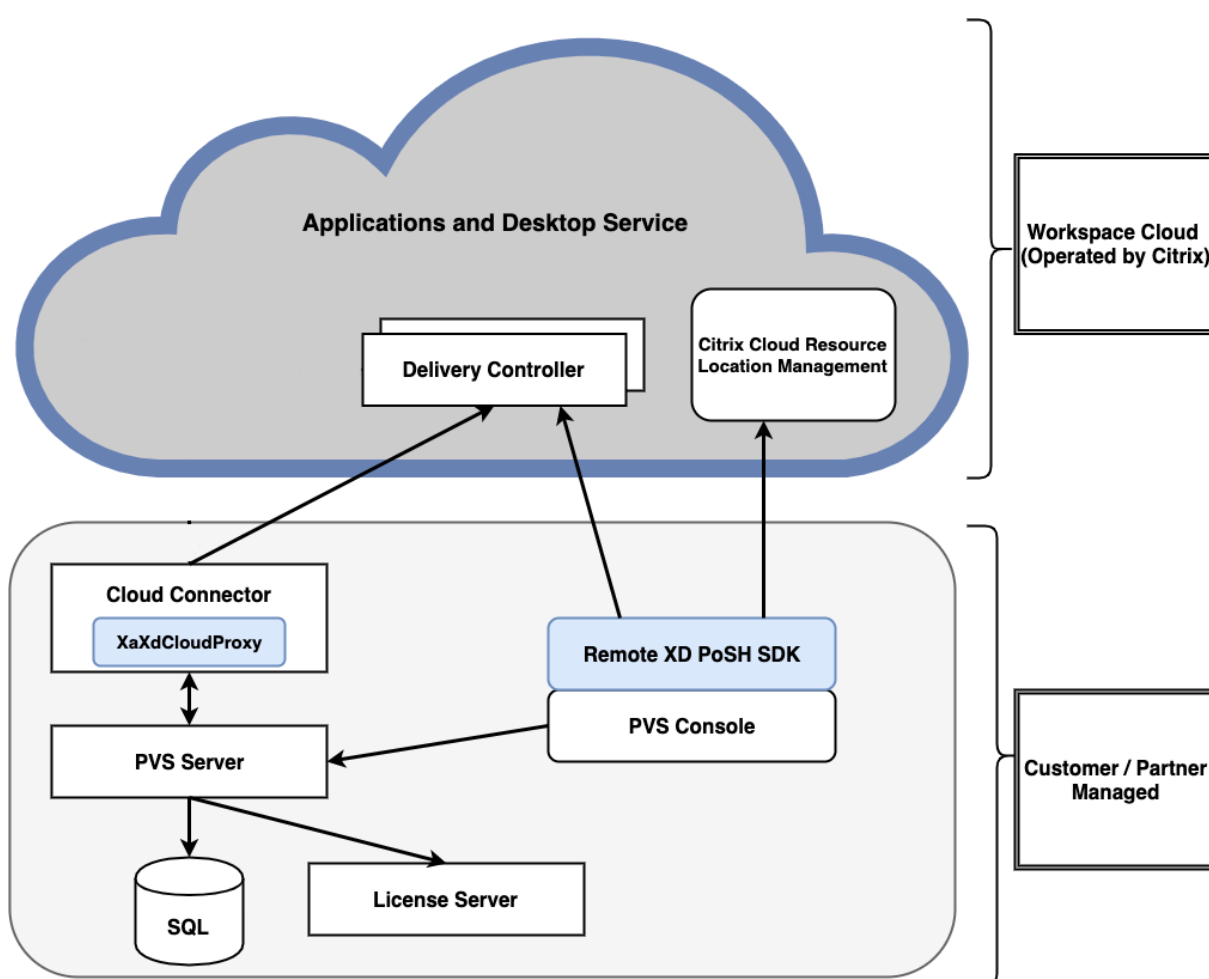 Applications and Desktop Service
Workspace Cloud
(Operated by Citrix)
Citrix Cloud Resource
Location Management
Delivery Controller
Cloud Connector
XaXdCloudProxy
Remote XD PoSH SDK
PVS Console
PVS Server
Customer / Partner
Managed
License Server
SQL